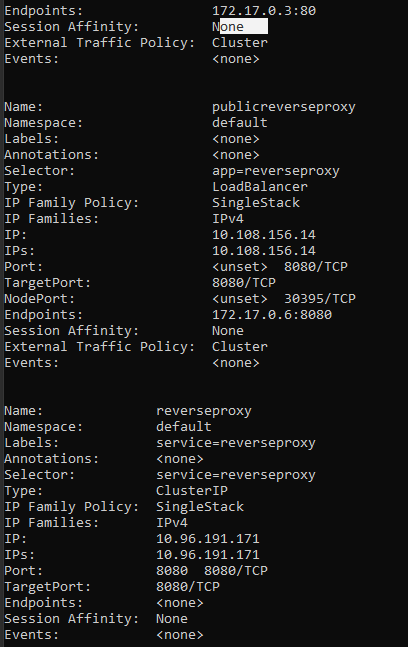 Endpoints:                172.17.0.3:80
Session Affinity:         None
External Traffic Policy:  Cluster
Events:                   <none>


Name:                     publicreverseproxy
Namespace:                default
Labels:                   <none>
Annotations:              <none>
Selector:                 app=reverseproxy
Type:                     LoadBalancer
IP Family Policy:         SingleStack
IP Families:              IPv4
IP:                       10.108.156.14
IPs:                      10.108.156.14
Port:                     <unset>  8080/TCP
TargetPort:               8080/TCP
NodePort:                 <unset>  30395/TCP
Endpoints:                172.17.0.6:8080
Session Affinity:         None
External Traffic Policy:  Cluster
Events:                   <none>


Name:              reverseproxy
Namespace:         default
Labels:            service=reverseproxy
Annotations:       <none>
Selector:          service=reverseproxy
Type:              ClusterIP
IP Family Policy:  SingleStack
IP Families:       IPv4
IP:                10.96.191.171
IPs:               10.96.191.171
Port:              8080  8080/TCP
TargetPort:        8080/TCP
Endpoints:         <none>
Session Affinity:  None
Events:            <none>